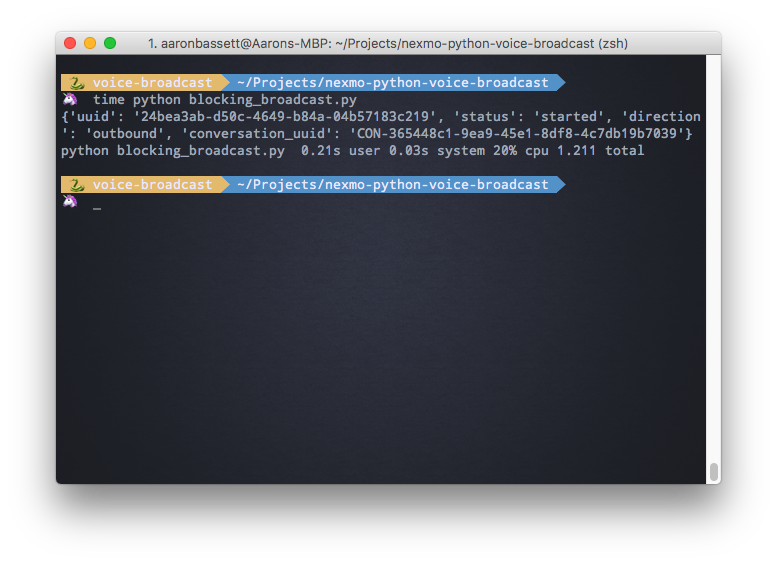 1. aaronbassett@Aarons-MBP: ~/Projects/nexmo-python-voice-broadcast (zsh)
voice-broadcast ~/Projects/nexmo-python-voice-broadcast
time python blocking_broadcast.py
{'uuid': '24bea3ab-d50c-4649-b84a-04b57183c219', 'status': 'started', 'direction
': 'outbound', 'conversation_uuid': 'CON-365448c1-9ea9-45e1-8df8-4c7db19b7039'}
python blocking_broadcast.py  0.21s user 0.03s system 20% cpu 1.211 total
voice-broadcast ~/Projects/nexmo-python-voice-broadcast
_